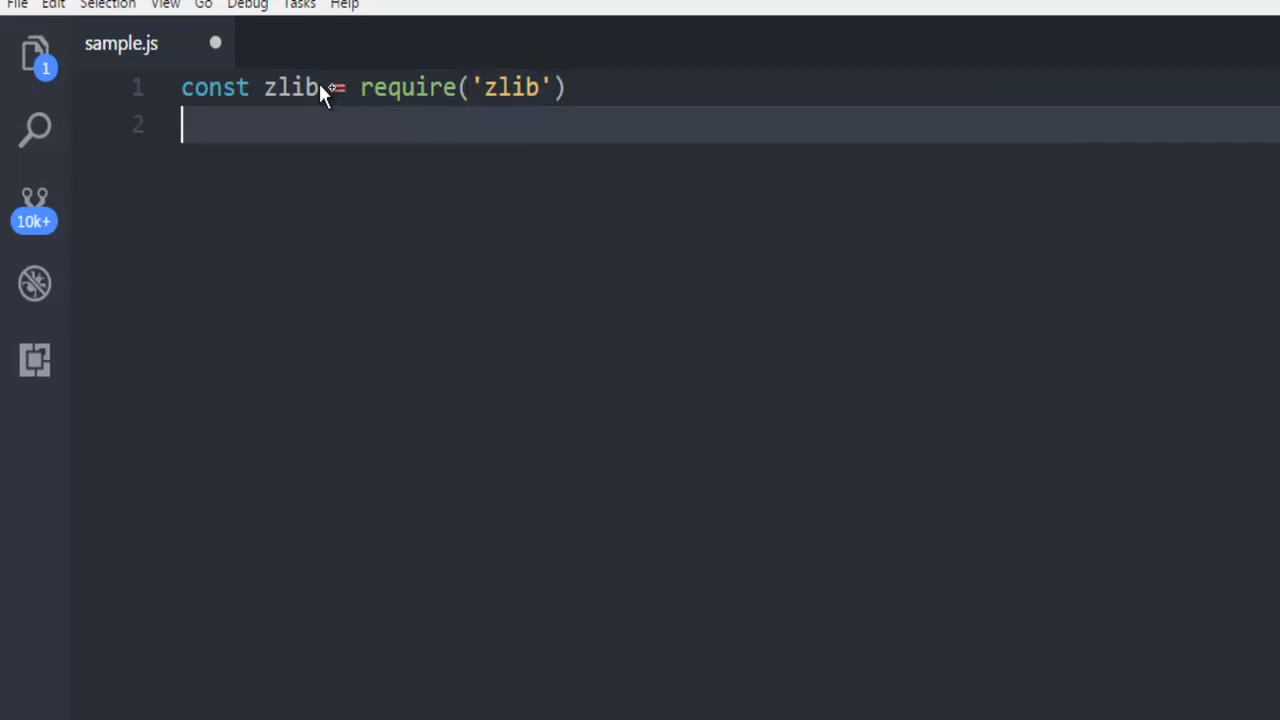 File Edit Selection View Go Debug Tasks Help
sample.js
1
1 const zlib = require('zlib')
2
10k+